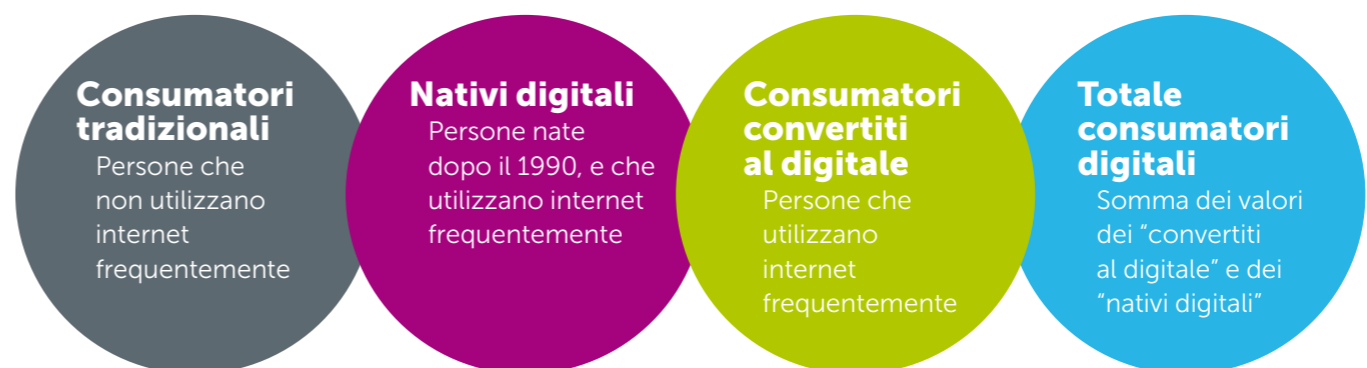 Consumatori
tradizionali
Persone che
non utilizzano
internet
frequentemente
Nativi digitali
Persone nate
dopo il 1990, e che
utilizzano internet
frequentemente
Consumatori
convertiti
al digitale
Persone che
utilizzano
internet
frequentemente
Totale
consumatori
digitali
Somma dei valori
dei “convertiti
al digitale” e dei
“nativi digitali”